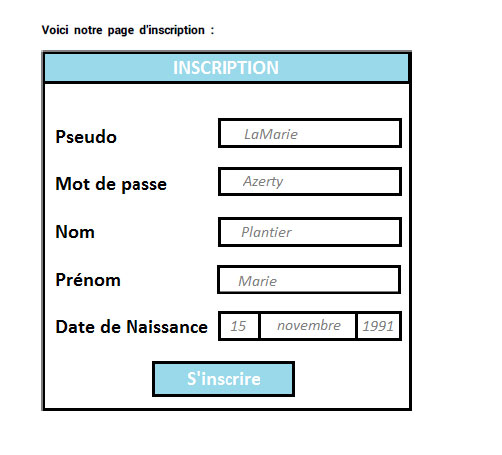 Voici notre page d'inscription :
INSCRIPTION
Pseudo LaMarie
Mot de passe Azerty
Nom Plantier
Prénom Marie
Date de Naissance 15 novembre 1991
S'inscrire